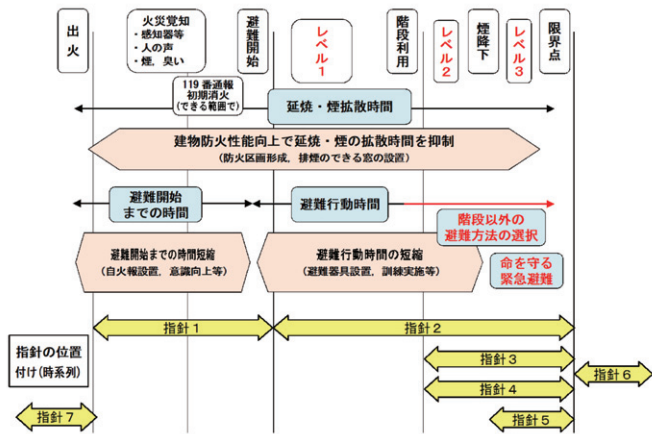 出火
火災覚知
・感知器等
・人の声
・煙，臭い
避難開始
レベル1
階段利用
レベル2
煙降下
レベル3
限界点
119番通報
初期消火
(できる範囲で)
延焼・煙拡散時間
建物防火性能向上で延焼・煙の拡散時間を抑制
(防火区画形成，排煙のできる窓の設置)
避難開始
までの時間
避難行動時間
階段以外の
避難方法の選択
避難開始までの時間短縮
(自火報設置，意識向上等)
避難行動時間の短縮
(避難器具設置，訓練実施等)
命を守る
緊急避難
指針1
指針2
指針の位置
付け(時系列)
指針3
指針6
指針4
指針7
指針5